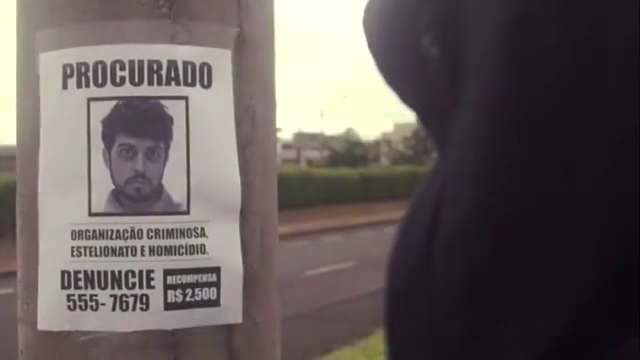 PROCURADO
ORGANIZAÇÃO CRIMINOSA,
ESTELIONATO E HOMICÍDIO.
DENUNCIE
555-7679
RECOMPENSA
R$ 2,500